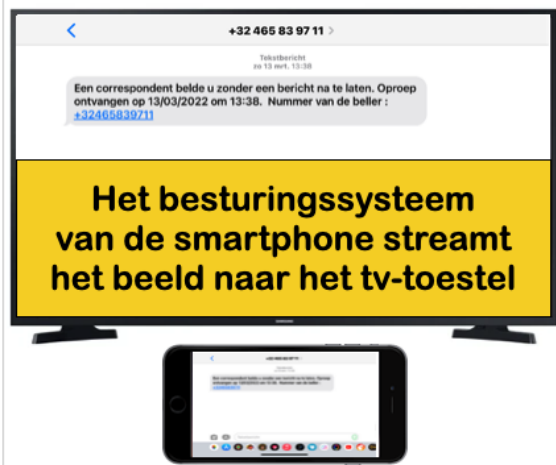 +32 465 83 97 11 >
Tekstbericht
zo 13 mrt. 13:38
Een correspondent belde u zonder een bericht na te laten. Oproep
ontvangen op 13/03/2022 om 13:38. Nummer van de beller :
+32465839711
Het besturingssysteem
van de smartphone streamt
het beeld naar het tv-toestel